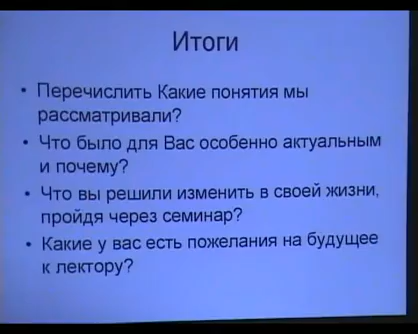 Итоги
• Перечислить Какие понятия мы
рассматривали?
• Что было для Вас особенно актуальным
и почему?
• Что вы решили изменить в своей жизни,
пройдя через семинар?
• Какие у вас есть пожелания на будущее
к лектору?